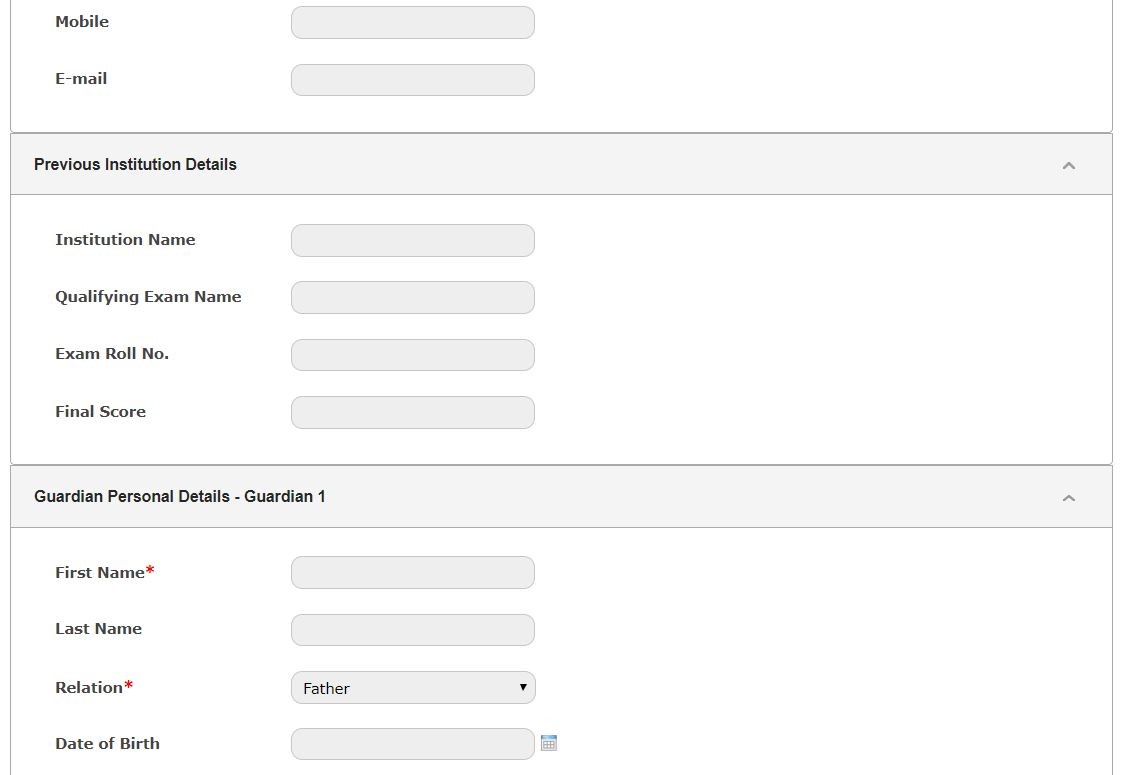 Mobile
E-mail
Previous Institution Details
Institution Name
Qualifying Exam Name
Exam Roll No.
Final Score
Guardian Personal Details - Guardian 1
First Name*
Last Name
Relation* Father
Date of Birth